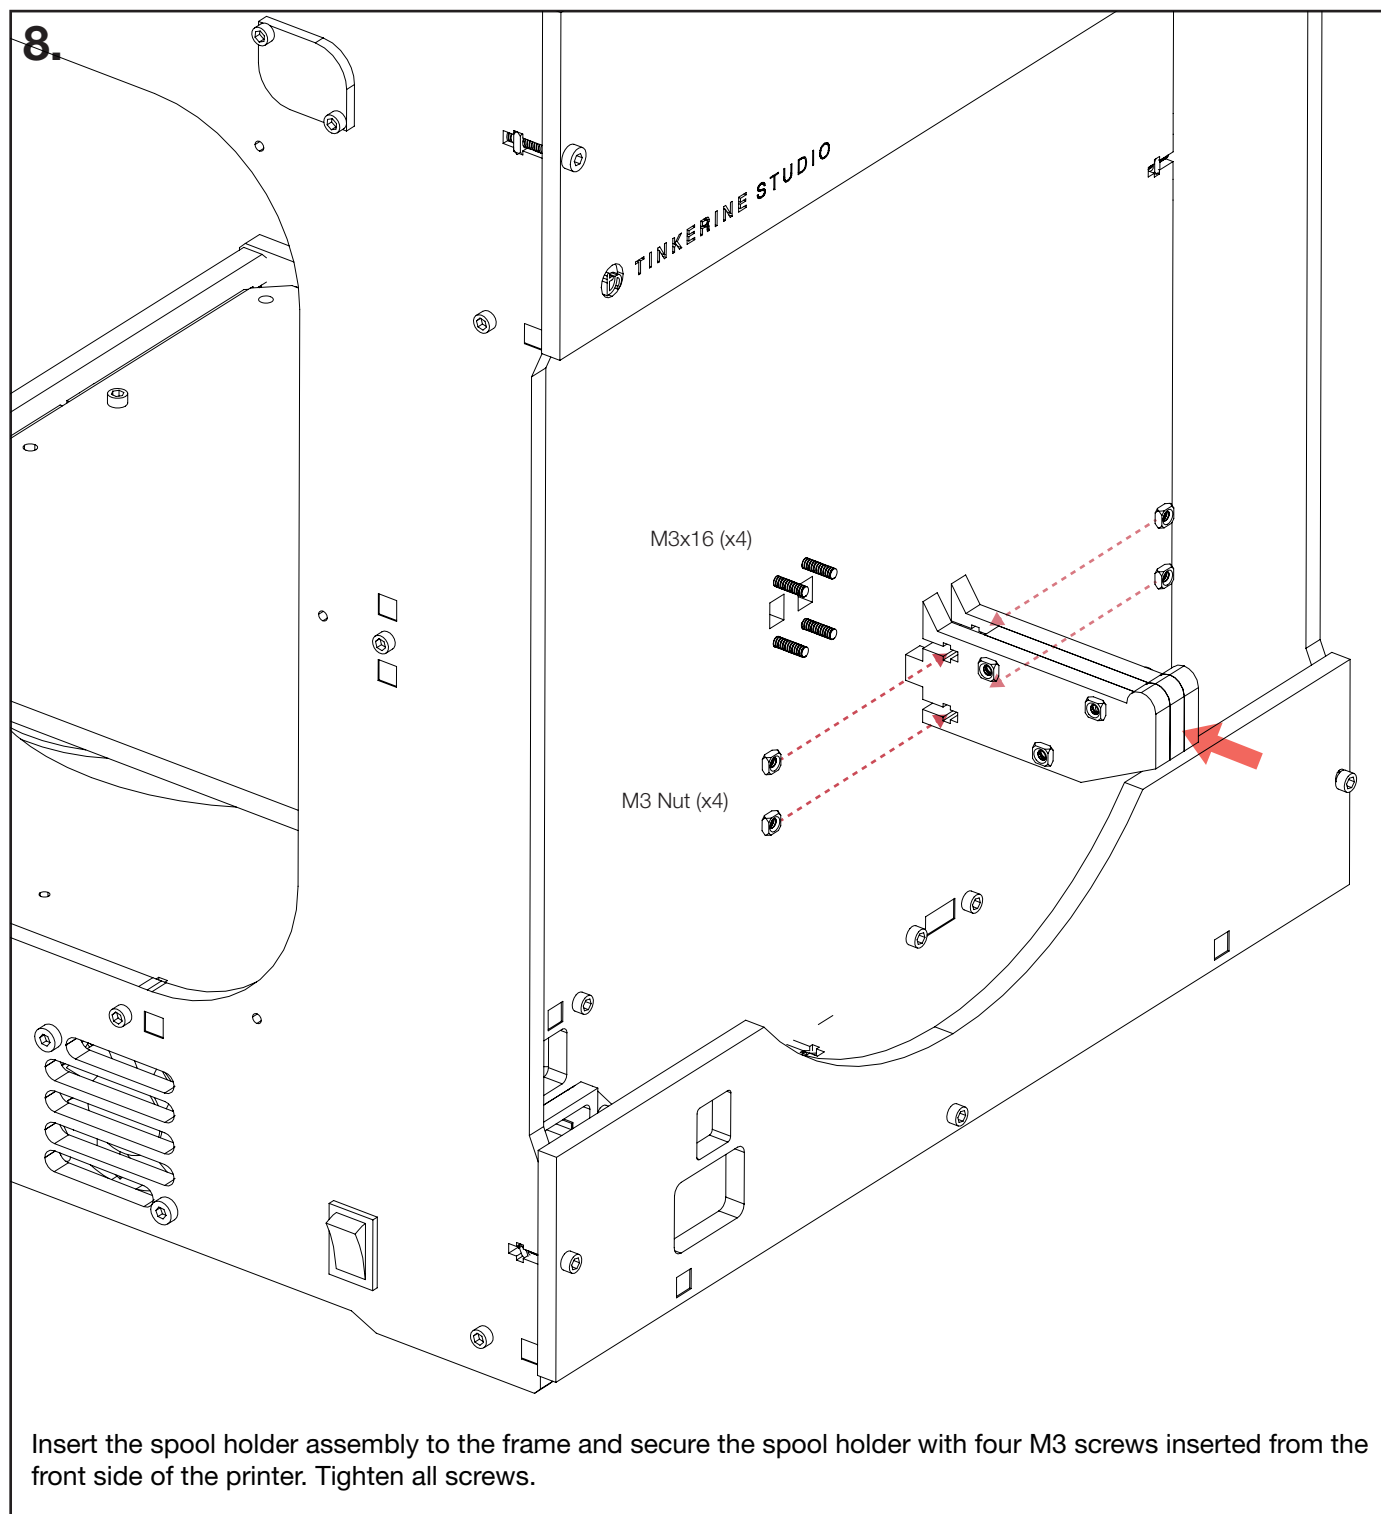 8.
TINKERINE STUDIO
M3x16 (x4)
M3 Nut (x4)
Insert the spool holder assembly to the frame and secure the spool holder with four M3 screws inserted from the
front side of the printer. Tighten all screws.